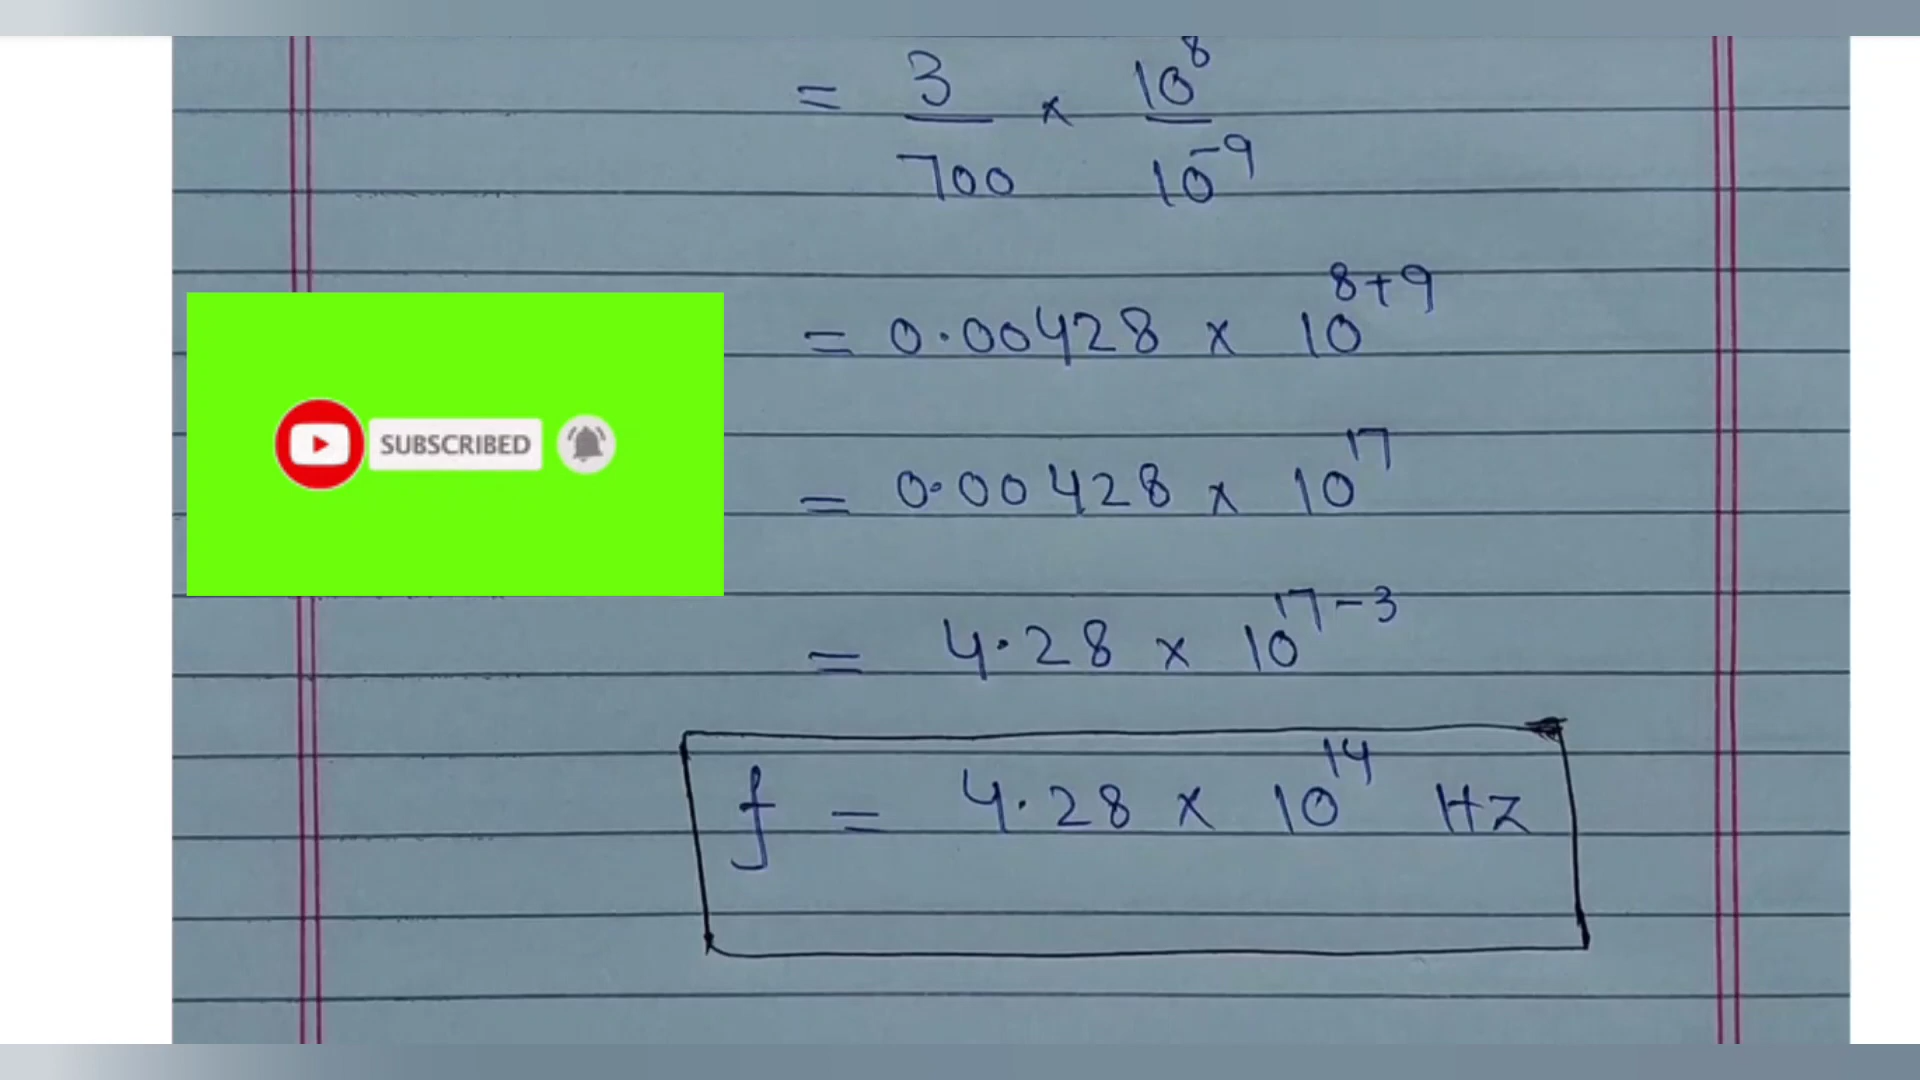 = 3/700 × 10^8/10^-9
= 0.00428 × 10^8+9
SUBSCRIBED
= 0.00428 × 10^17
= 4.28 × 10^17-3
f = 4.28 × 10^14 Hz